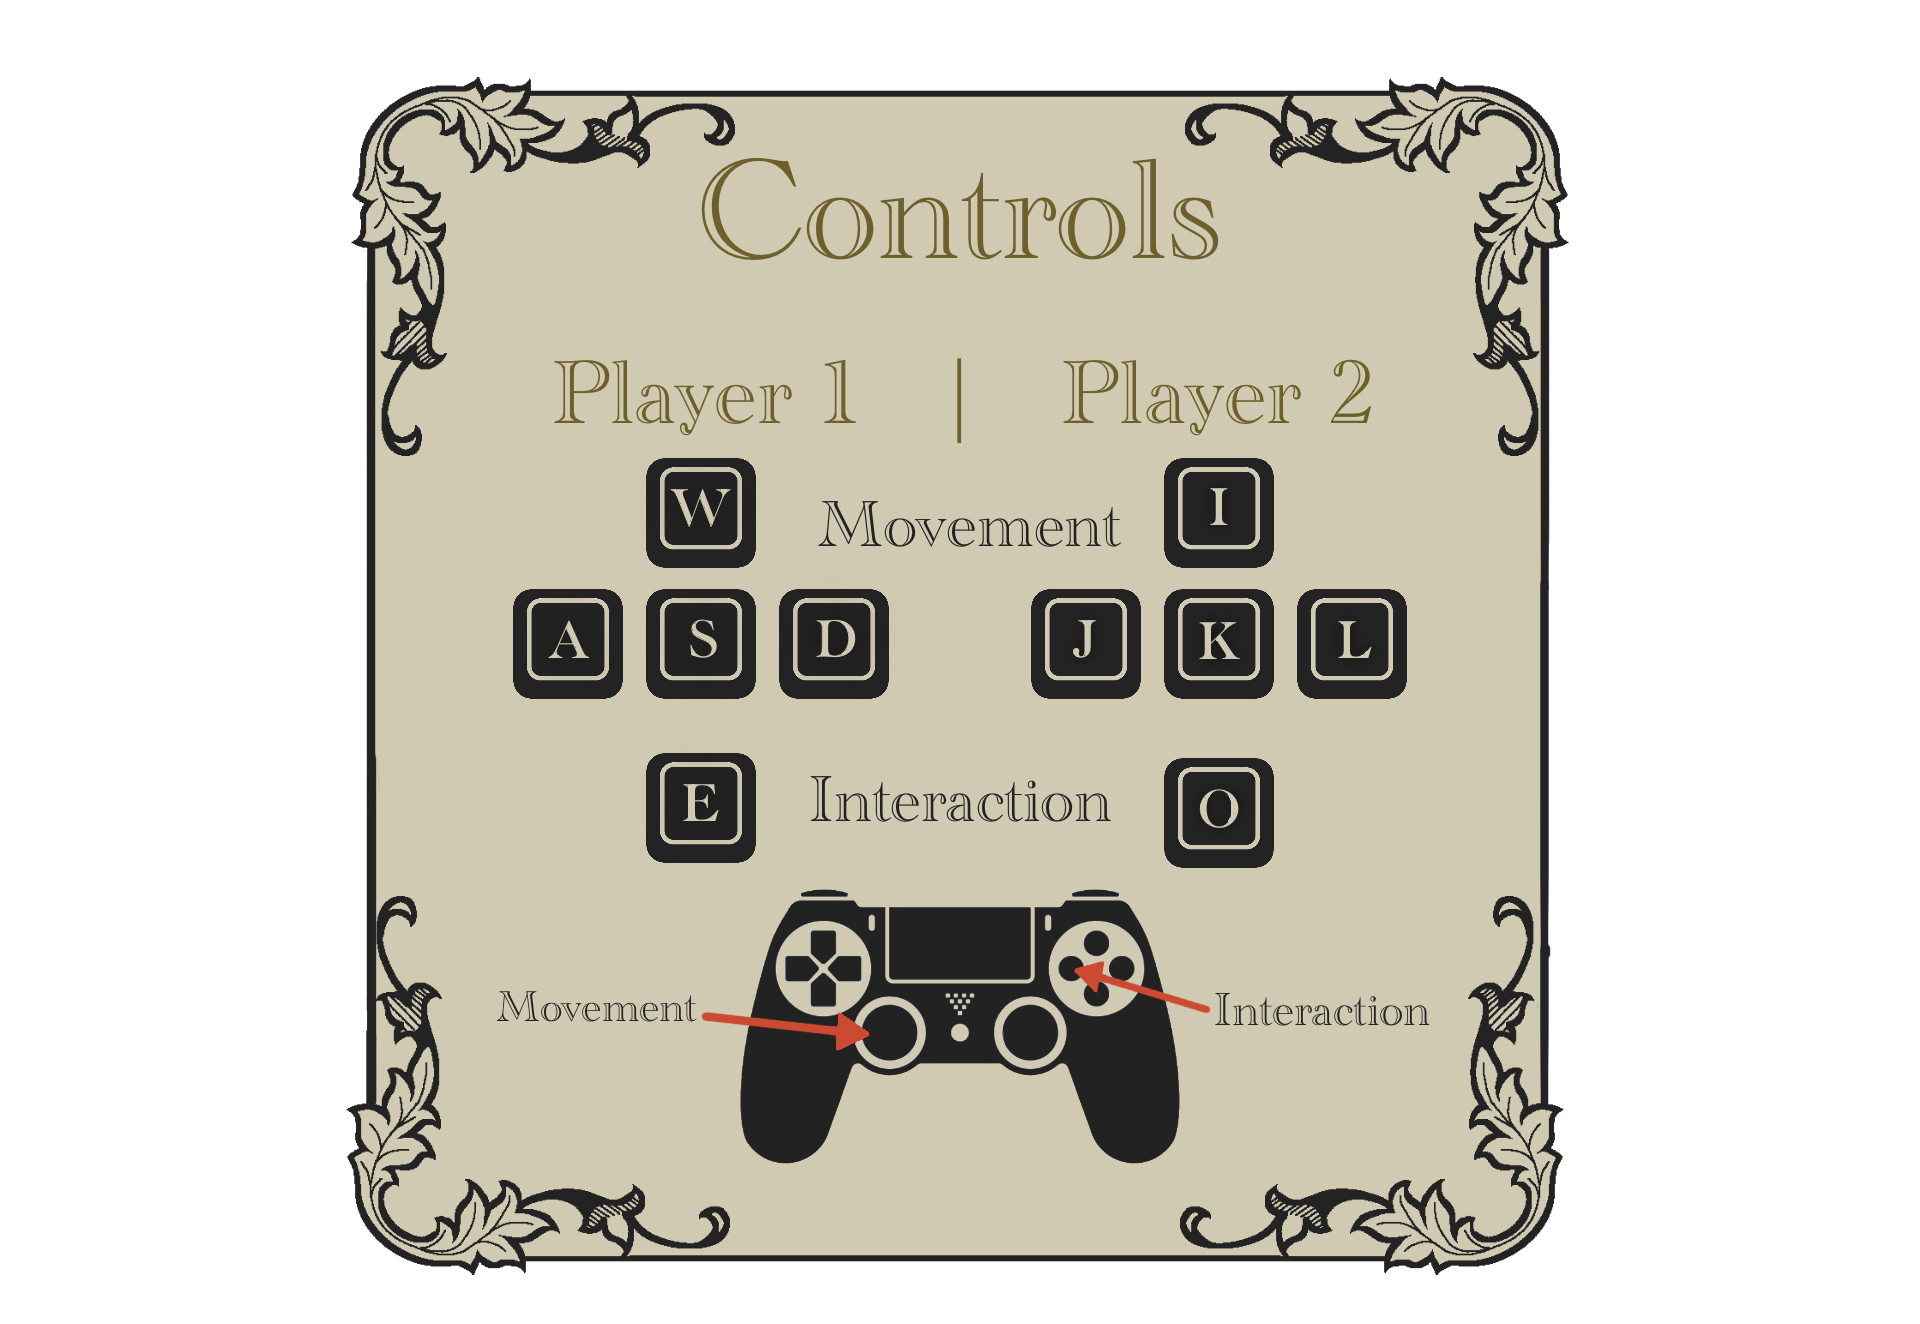 Controls
Player 1 | Player 2
W Movement I
A S D J K L
E Interaction O
Movement Interaction